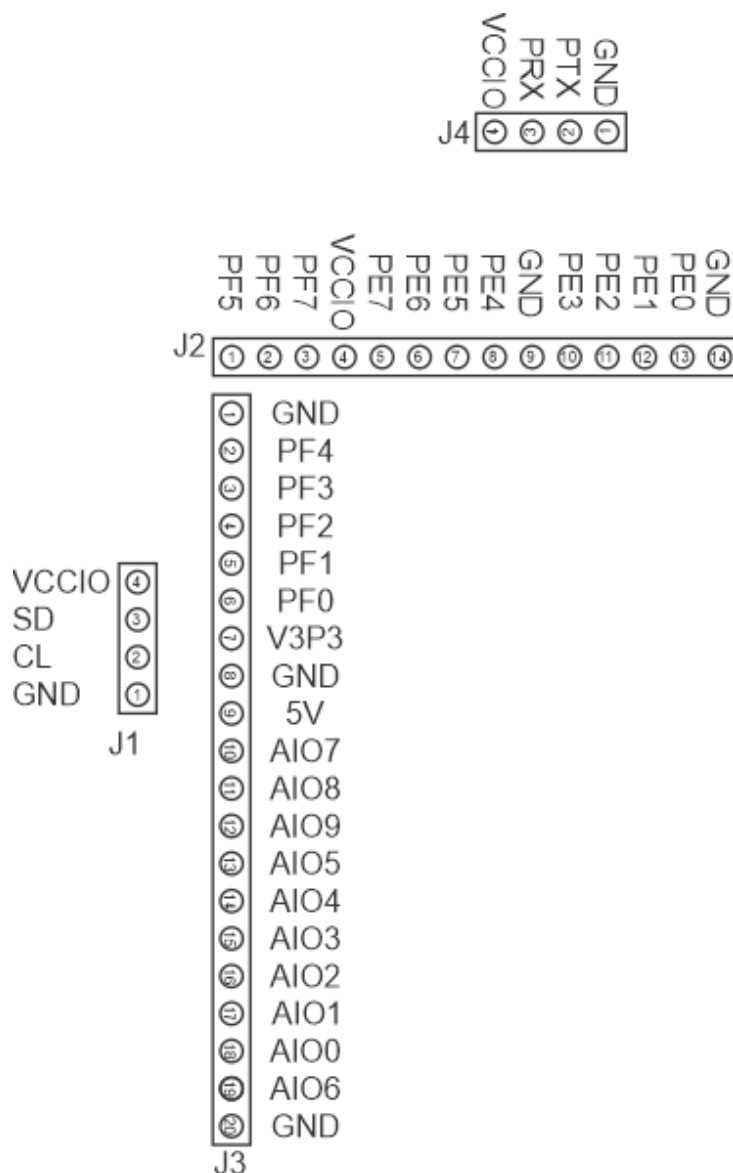 VCCIO PRX PTX GND
J4 4 3 2 1
PF5 PF6 PF7 VCCIO PE7 PE6 PE5 PE4 GND PE3 PE2 PE1 PE0 GND
J2 1 2 3 4 5 6 7 8 9 10 11 12 13 14
1 GND
2 PF4
3 PF3
4 PF2
5 PF1
6 PF0
7 V3P3
8 GND
9 5V
10 AIO7
11 AIO8
12 AIO9
13 AIO5
14 AIO4
15 AIO3
16 AIO2
17 AIO1
18 AIO0
19 AIO6
20 GND
J3
VCCIO 4
SD 3
CL 2
GND 1
J1